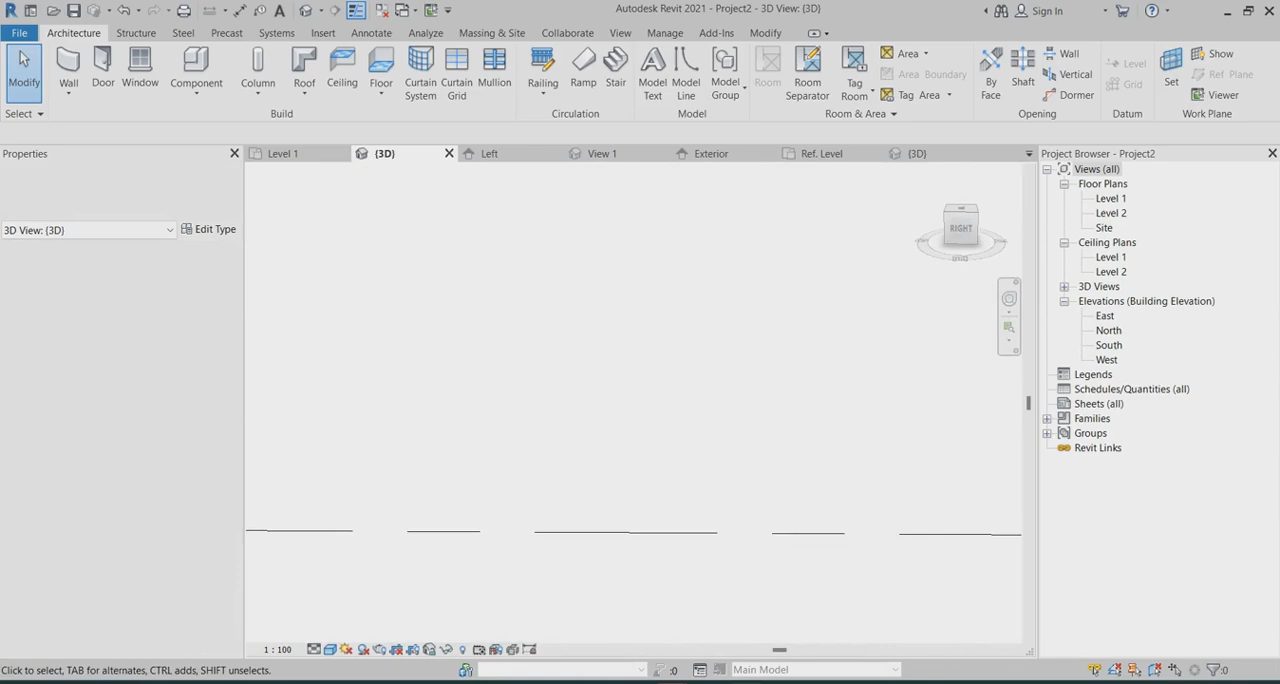 Autodesk Revit 2021 - Project2 - 3D View: {3D}
Sign In
File Architecture Structure Steel Precast Systems Insert Annotate Analyze Massing & Site Collaborate View Manage Add-Ins Modify
Modify Wall Door Window Component Column Roof Ceiling Floor Curtain System Curtain Grid Mullion Railing Ramp Stair Model Text Model Line Model Group Room Room Separator Tag Room
Area
Area Boundary
Tag Area
By Face Shaft
Wall
Vertical
Dormer
Level
Grid
Set
Show
Ref Plane
Viewer
Select Build Circulation Model Room & Area Opening Datum Work Plane
Properties
Level 1 {3D} Left View 1 Exterior Ref. Level {3D}
Project Browser - Project2
3D View: {3D} Edit Type
RIGHT
Views (all)
Floor Plans
Level 1
Level 2
Site
Ceiling Plans
Level 1
Level 2
3D Views
Elevations (Building Elevation)
East
North
South
West
Legends
Schedules/Quantities (all)
Sheets (all)
Families
Groups
Revit Links
1 : 100
Click to select, TAB for alternates, CTRL adds, SHIFT unselects.
:0
Main Model
:0